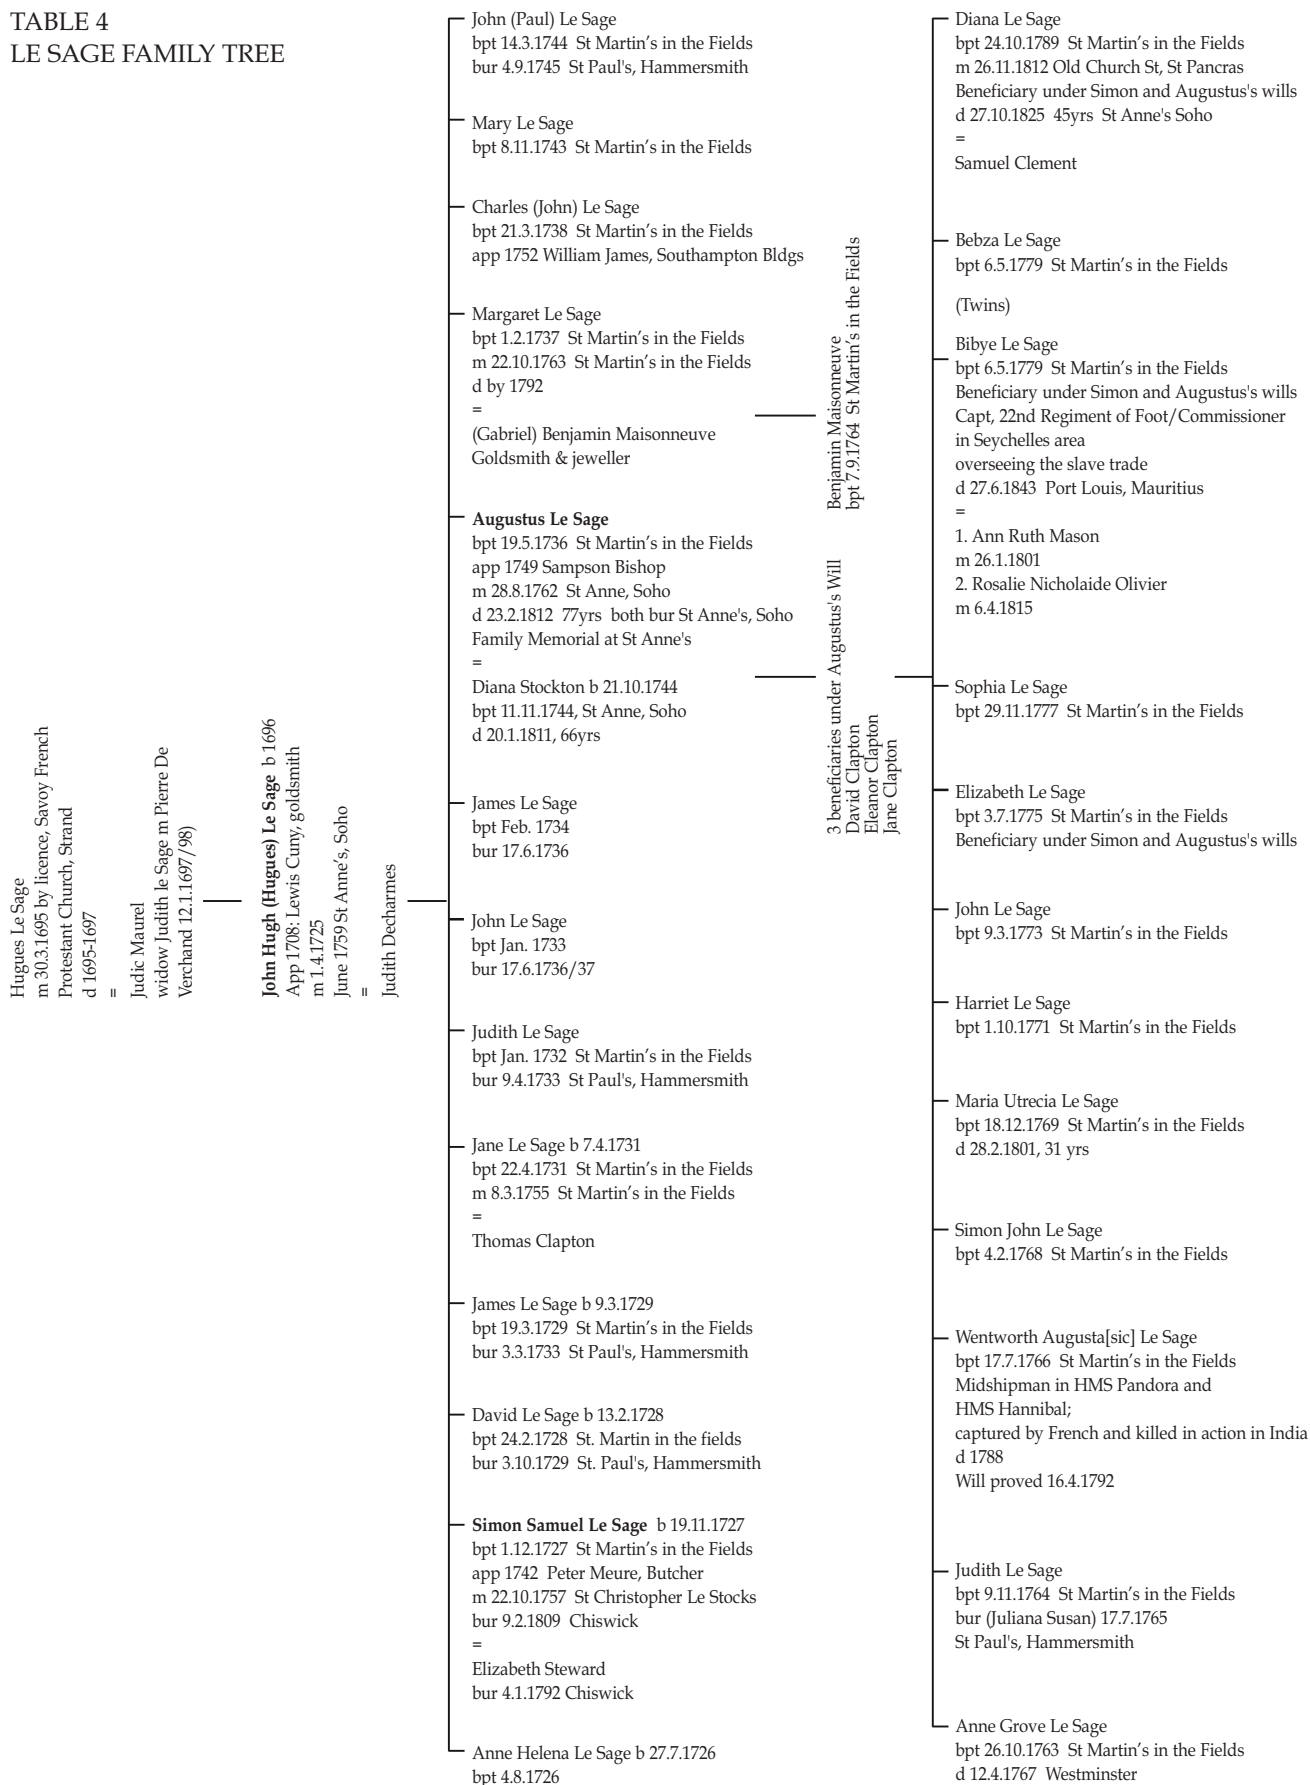 TABLE 4
LE SAGE FAMILY TREE
Hugues Le Sage
m 30.3.1695 by licence, Savoy French
Protestant Church, Strand
d 1695-1697
=
Judic Maurel
widow Judith le Sage m Pierre De
Verchand 12.1.1697/98)
John Hugh (Hugues) Le Sage b 1696
App 1708: Lewis Cuny, goldsmith
m 1.4.1725
June 1759 St Anne's, Soho
=
Judith Decharmes
John (Paul) Le Sage
bpt 14.3.1744 St Martin's in the Fields
bur 4.9.1745 St Paul's, Hammersmith
Mary Le Sage
bpt 8.11.1743 St Martin's in the Fields
Charles (John) Le Sage
bpt 21.3.1738 St Martin's in the Fields
app 1752 William James, Southampton Bldgs
Margaret Le Sage
bpt 1.2.1737 St Martin's in the Fields
m 22.10.1763 St Martin's in the Fields
d by 1792
=
(Gabriel) Benjamin Maisonneuve
Goldsmith & jeweller
Augustus Le Sage
bpt 19.5.1736 St Martin's in the Fields
app 1749 Sampson Bishop
m 28.8.1762 St Anne, Soho
d 23.2.1812 77yrs both bur St Anne's, Soho
Family Memorial at St Anne's
=
Diana Stockton b 21.10.1744
bpt 11.11.1744, St Anne, Soho
d 20.1.1811, 66yrs
James Le Sage
bpt Feb. 1734
bur 17.6.1736
John Le Sage
bpt Jan. 1733
bur 17.6.1736/37
Judith Le Sage
bpt Jan. 1732 St Martin's in the Fields
bur 9.4.1733 St Paul's, Hammersmith
Jane Le Sage b 7.4.1731
bpt 22.4.1731 St Martin's in the Fields
m 8.3.1755 St Martin's in the Fields
=
Thomas Clapton
James Le Sage b 9.3.1729
bpt 19.3.1729 St Martin's in the Fields
bur 3.3.1733 St Paul's, Hammersmith
David Le Sage b 13.2.1728
bpt 24.2.1728 St. Martin in the fields
bur 3.10.1729 St. Paul's, Hammersmith
Simon Samuel Le Sage b 19.11.1727
bpt 1.12.1727 St Martin's in the Fields
app 1742 Peter Meure, Butcher
m 22.10.1757 St Christopher Le Stocks
bur 9.2.1809 Chiswick
=
Elizabeth Steward
bur 4.1.1792 Chiswick
Anne Helena Le Sage b 27.7.1726
bpt 4.8.1726
Benjamin Maisonneuve
bpt 7.9.1764 St Martin's in the Fields
3 beneficiaries under Augustus's Will
David Clapton
Eleanor Clapton
Jane Clapton
Diana Le Sage
bpt 24.10.1789 St Martin's in the Fields
m 26.11.1812 Old Church St, St Pancras
Beneficiary under Simon and Augustus's wills
d 27.10.1825 45yrs St Anne's Soho
=
Samuel Clement
Bebza Le Sage
bpt 6.5.1779 St Martin's in the Fields
(Twins)
Bibye Le Sage
bpt 6.5.1779 St Martin's in the Fields
Beneficiary under Simon and Augustus's wills
Capt, 22nd Regiment of Foot/Commissioner
in Seychelles area
overseeing the slave trade
d 27.6.1843 Port Louis, Mauritius
=
1. Ann Ruth Mason
m 26.1.1801
2. Rosalie Nicholaide Olivier
m 6.4.1815
Sophia Le Sage
bpt 29.11.1777 St Martin's in the Fields
Elizabeth Le Sage
bpt 3.7.1775 St Martin's in the Fields
Beneficiary under Simon and Augustus's wills
John Le Sage
bpt 9.3.1773 St Martin's in the Fields
Harriet Le Sage
bpt 1.10.1771 St Martin's in the Fields
Maria Utrecia Le Sage
bpt 18.12.1769 St Martin's in the Fields
d 28.2.1801, 31 yrs
Simon John Le Sage
bpt 4.2.1768 St Martin's in the Fields
Wentworth Augusta[sic] Le Sage
bpt 17.7.1766 St Martin's in the Fields
Midshipman in HMS Pandora and
HMS Hannibal;
captured by French and killed in action in India
d 1788
Will proved 16.4.1792
Judith Le Sage
bpt 9.11.1764 St Martin's in the Fields
bur (Juliana Susan) 17.7.1765
St Paul's, Hammersmith
Anne Grove Le Sage
bpt 26.10.1763 St Martin's in the Fields
d 12.4.1767 Westminster